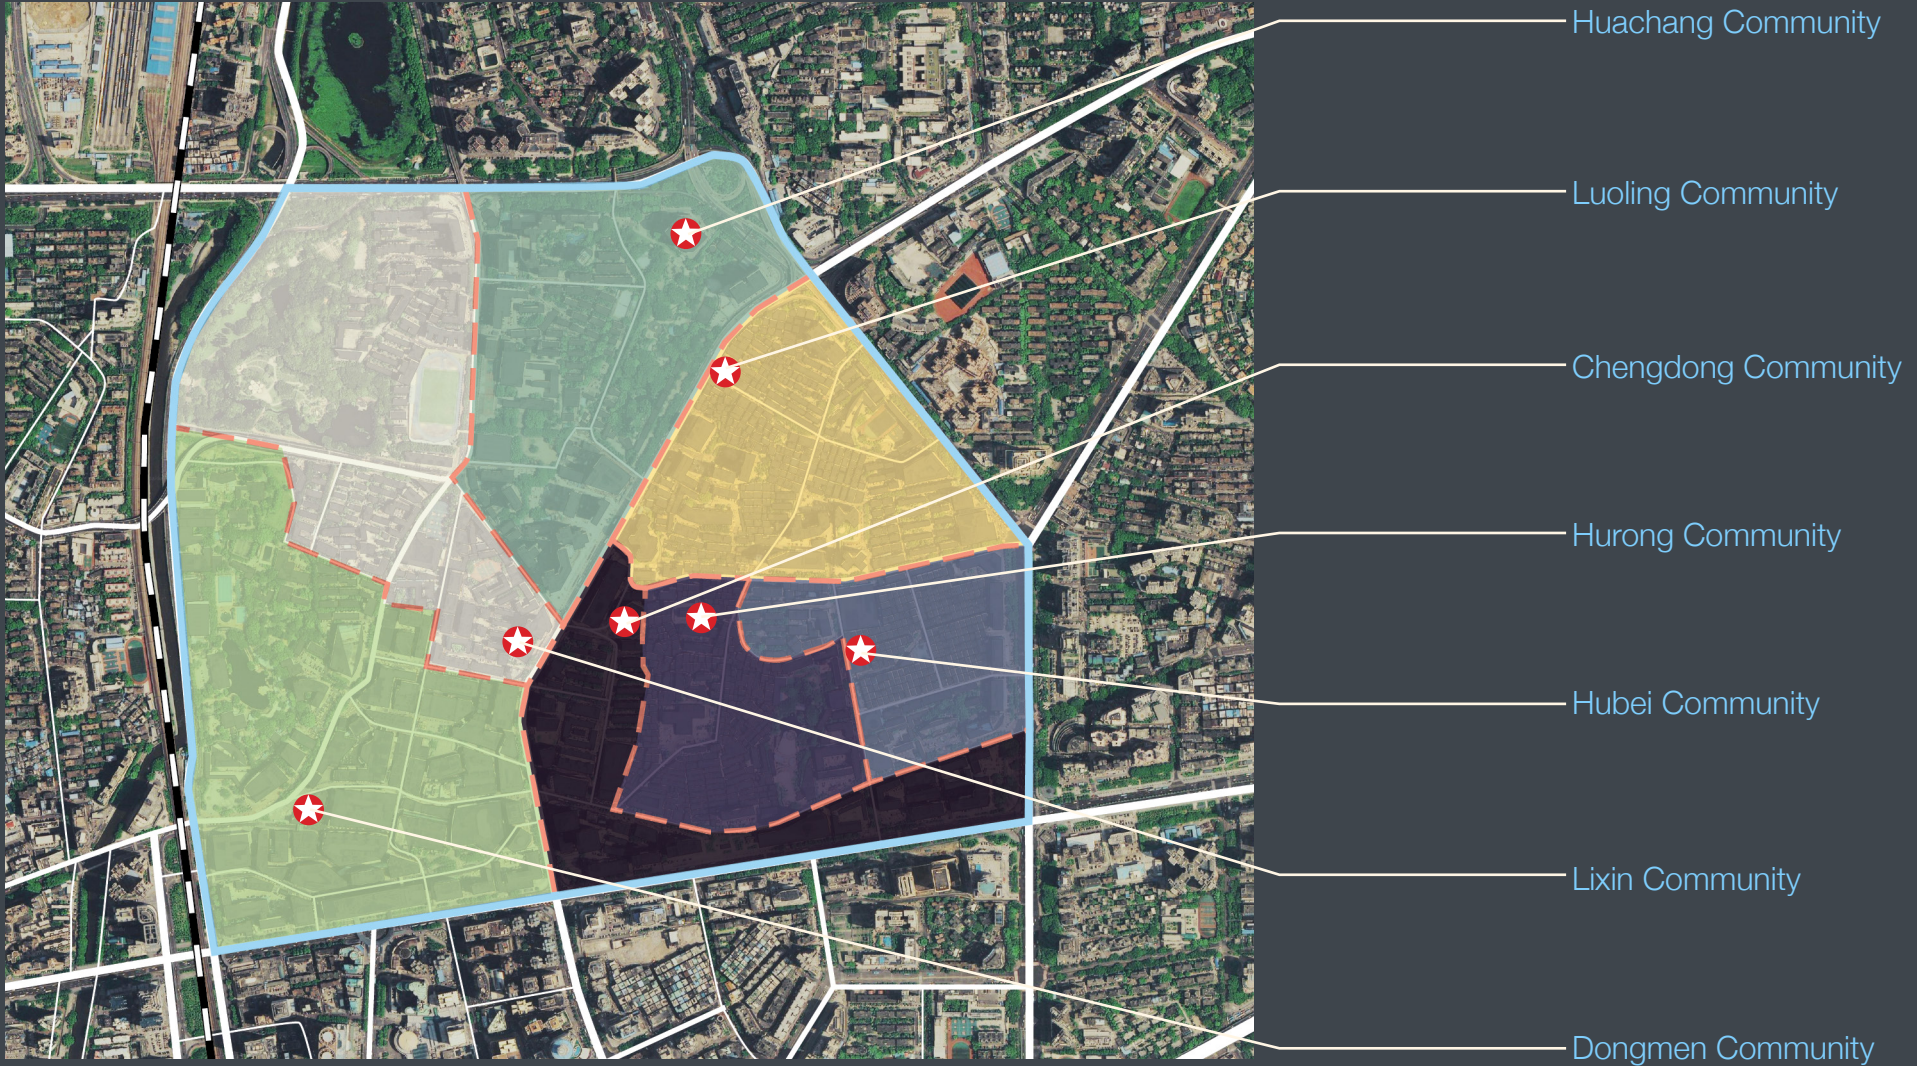 Huachang Community
Luoling Community
Chengdong Community
Hurong Community
Hubei Community
Lixin Community
Dongmen Community